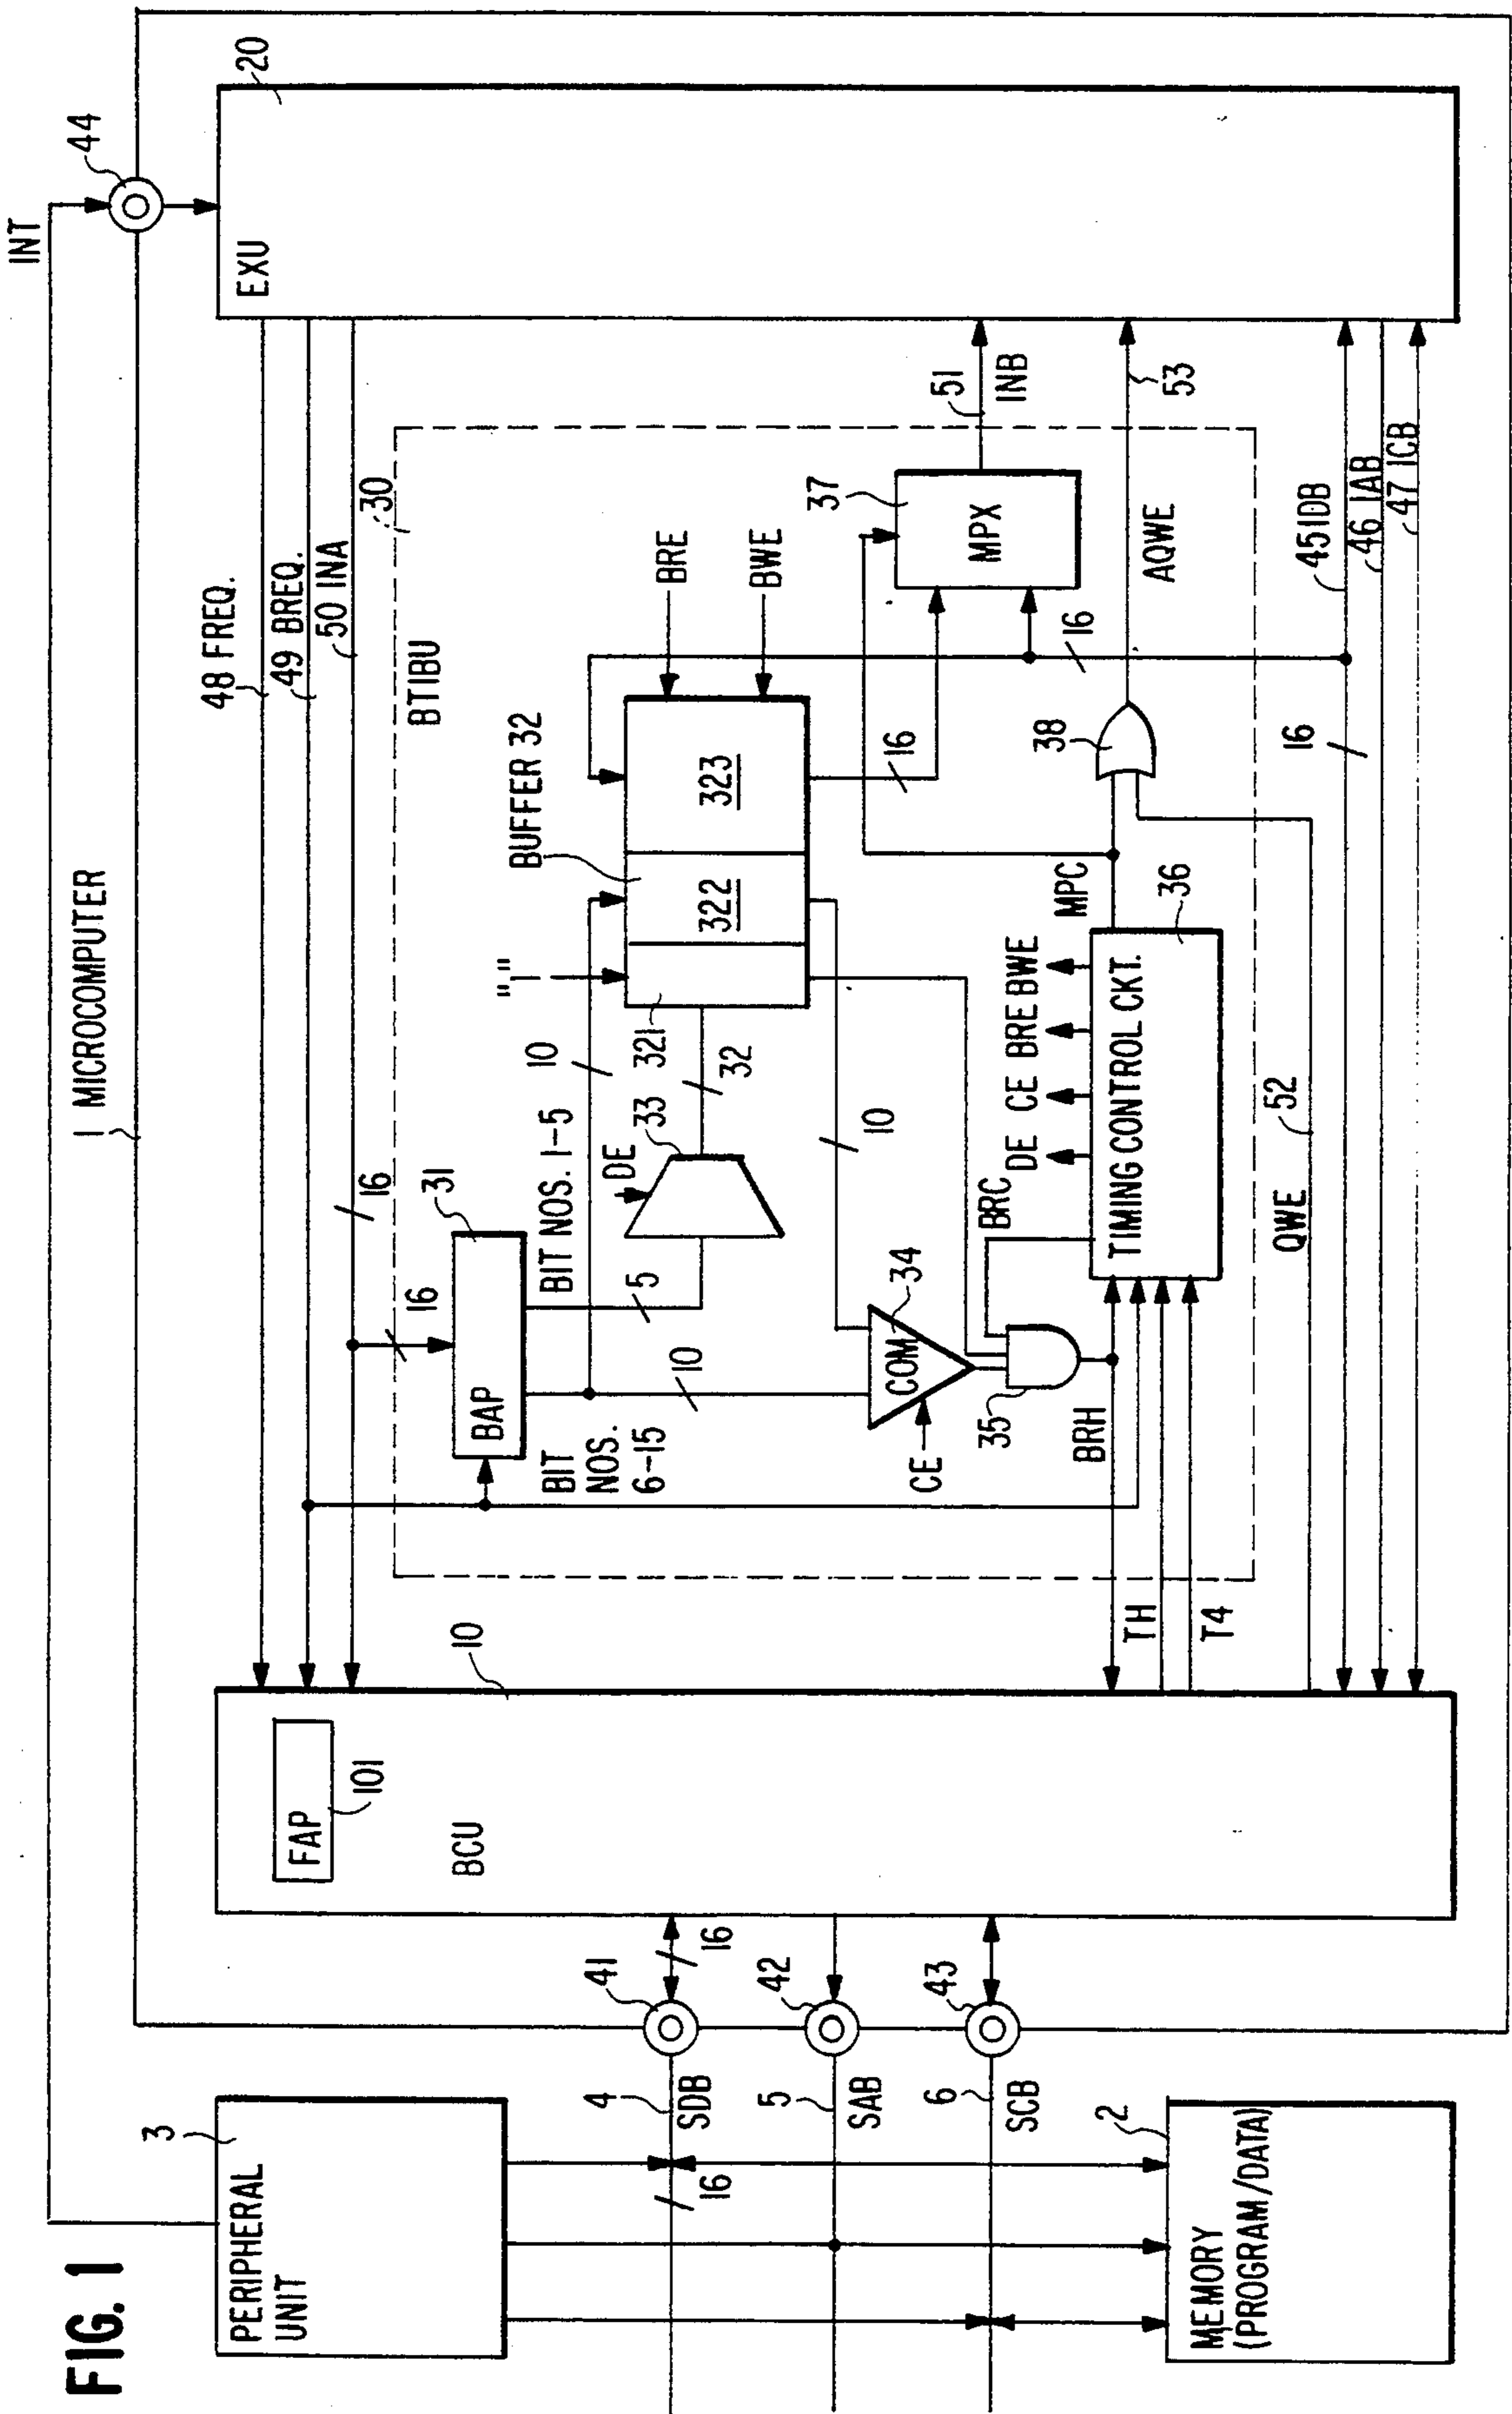 FIG. 1
INT
44
1 MICROCOMPUTER
3
PERIPHERAL
UNIT
4
SDB
16
5
SAB
6
SCB
2
MEMORY
(PROGRAM/DATA)
41
16
42
43
FAP
101
BCU
10
20
EXU
48 FREQ.
49 BREQ.
50 INA
16
30
BTIBU
16
31
BAP
BIT NOS. 1-5
BIT
NOS.
6-15
5
10
10
DE
33
32
321
322
323
BUFFER 32
BRE
BWE
16
10
COM
34
CE
35
BRH
BRC
TH
T4
DE CE BRE BWE
TIMING CONTROL CKT.
36
MPC
37
MPX
16
38
51
INB
AQWE
53
QWE
52
16
45 IDB
46 IAB
47 ICB